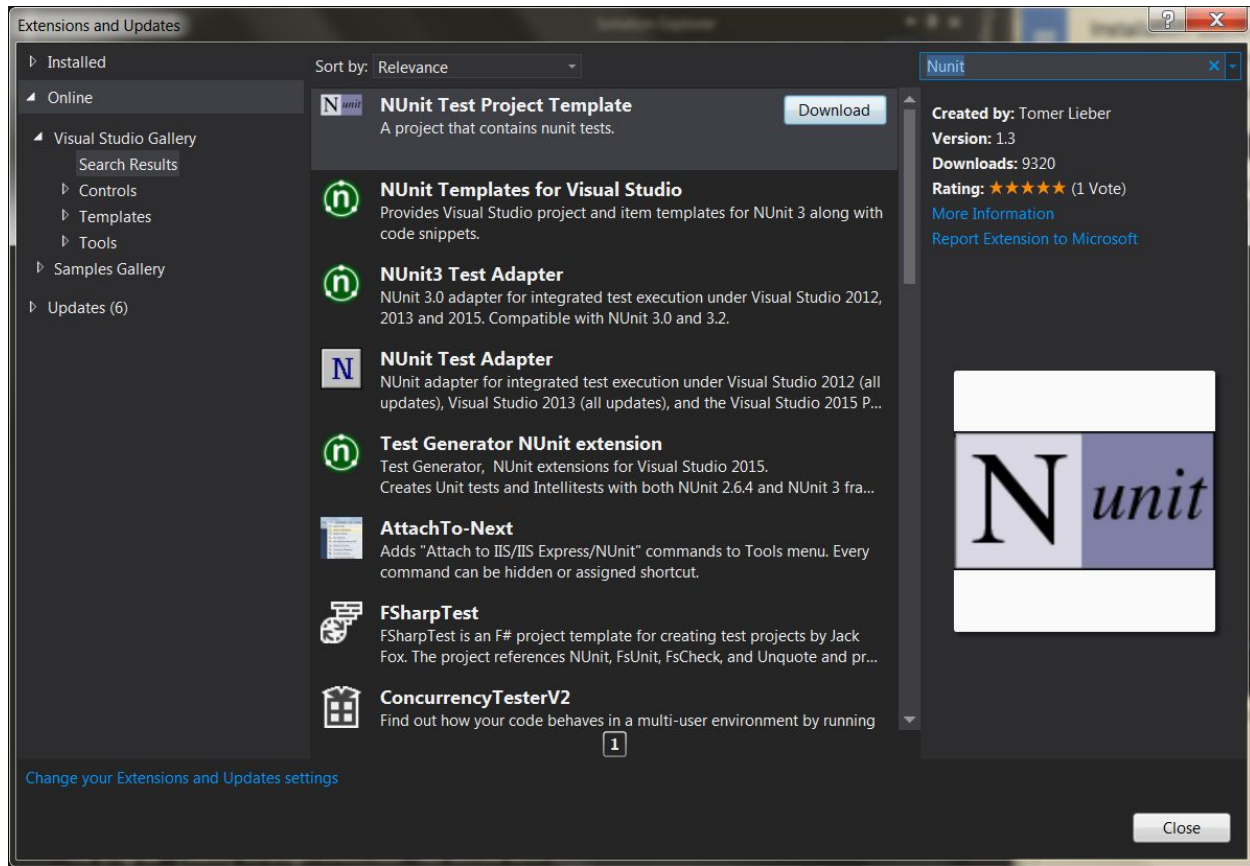 Extensions and Updates
Installed
Online
Visual Studio Gallery
Search Results
Controls
Templates
Tools
Samples Gallery
Updates (6)
Sort by: Relevance
N unit
NUnit Test Project Template
Download
A project that contains nunit tests.
n
NUnit Templates for Visual Studio
Provides Visual Studio project and item templates for NUnit 3 along with
code snippets.
n
NUnit3 Test Adapter
NUnit 3.0 adapter for integrated test execution under Visual Studio 2012,
2013 and 2015. Compatible with NUnit 3.0 and 3.2.
N
NUnit Test Adapter
NUnit adapter for integrated test execution under Visual Studio 2012 (all
updates), Visual Studio 2013 (all updates), and the Visual Studio 2015 P...
n
Test Generator NUnit extension
Test Generator, NUnit extensions for Visual Studio 2015.
Creates Unit tests and Intellitests with both NUnit 2.6.4 and NUnit 3 fra...
AttachTo-Next
Adds "Attach to IIS/IIS Express/NUnit" commands to Tools menu. Every
command can be hidden or assigned shortcut.
FSharpTest
FSharpTest is an F# project template for creating test projects by Jack
Fox. The project references NUnit, FsUnit, FsCheck, and Unquote and pr...
ConcurrencyTesterV2
Find out how your code behaves in a multi-user environment by running
1
Nunit
Created by: Tomer Lieber
Version: 1.3
Downloads: 9320
Rating: ★★★★★ (1 Vote)
More Information
Report Extension to Microsoft
N unit
Change your Extensions and Updates settings
Close